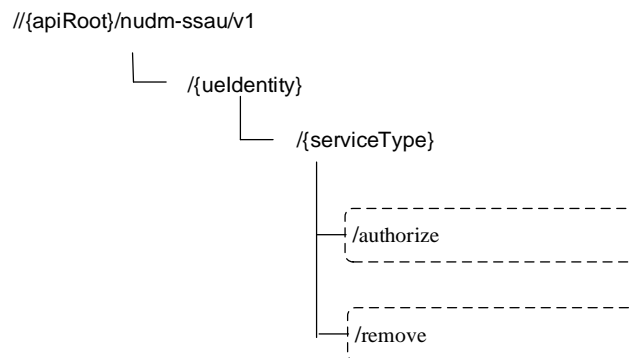 //{apiRoot}/nudm-ssau/v1
/{ueIdentity}
/{serviceType}
/authorize
/remove